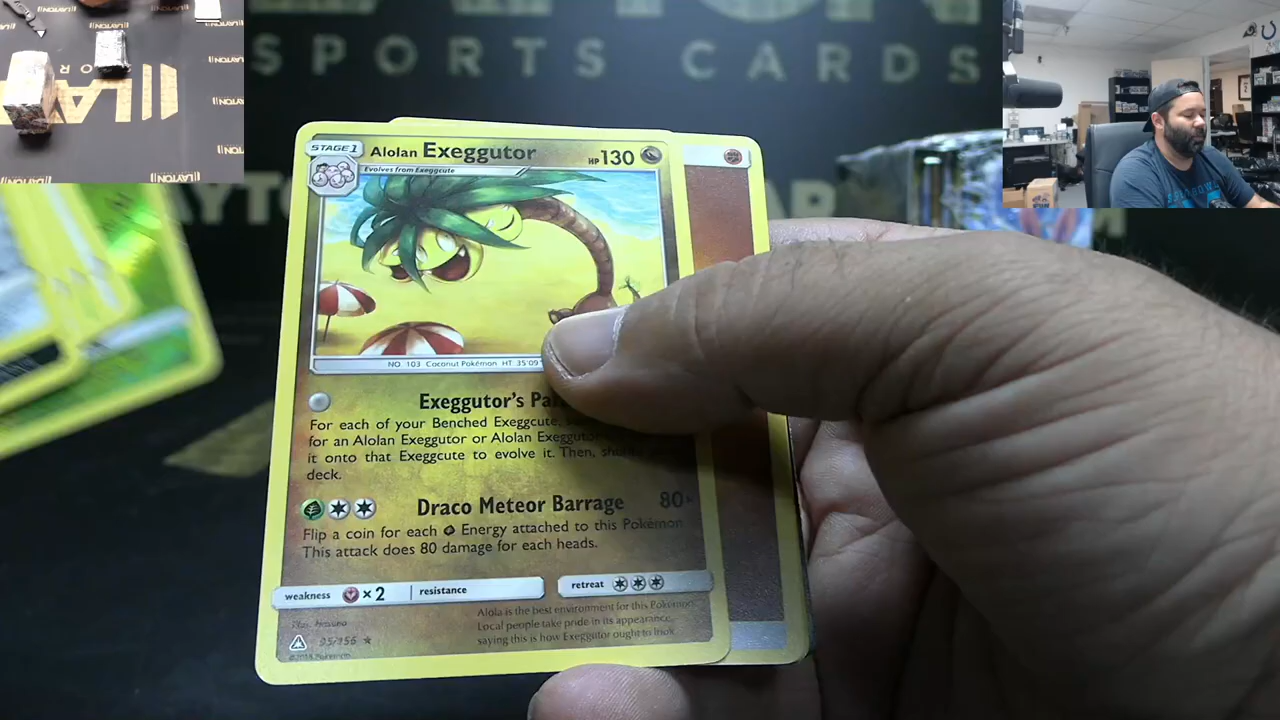 SPORTS CARDS
LAYTON
STAGE 1
Alolan Exeggutor
HP 130
Evolves from Exeggcute
NO 103 Coconut Pokémon HT 35'09"
Exeggutor's
For each of your Benched Exeggcute,
for an Alolan Exeggutor or Alolan Exeggutor
it onto that Exeggcute to evolve it. Then,
deck.
Draco Meteor Barrage 80×
Flip a coin for each Energy attached to this Pokémon.
This attack does 80 damage for each heads.
weakness ×2 resistance
retreat
Alola is the best environment for this Pokémon.
Local people take pride in its appearance,
saying this is how Exeggutor ought to look.
95/156